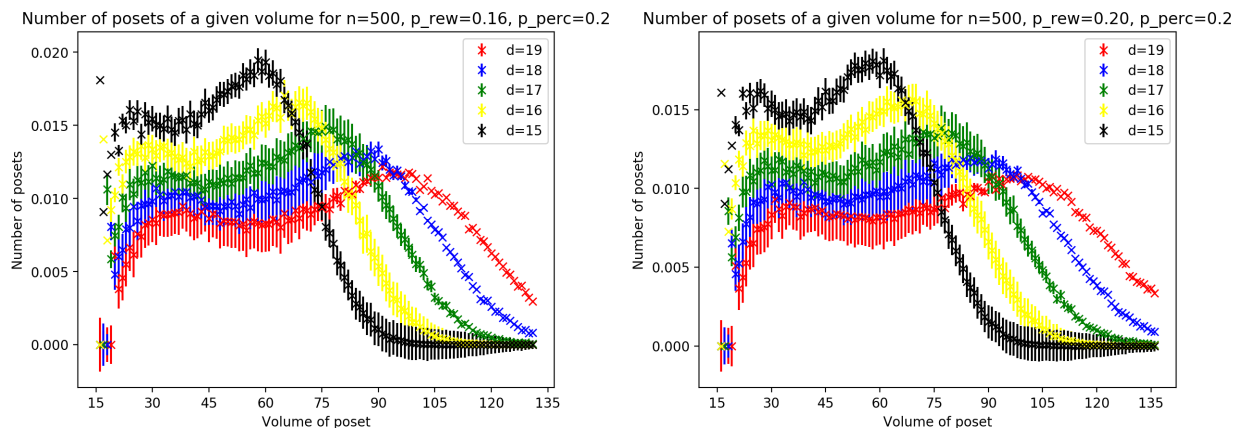 Number of posets of a given volume for n=500, p_rew=0.16, p_perc=0.2
0.020
0.015
0.010
0.005
0.000
Number of posets
15 30 45 60 75 90 105 120 135
Volume of poset
d=19
d=18
d=17
d=16
d=15
Number of posets of a given volume for n=500, p_rew=0.20, p_perc=0.2
0.015
0.010
0.005
0.000
Number of posets
15 30 45 60 75 90 105 120 135
Volume of poset
d=19
d=18
d=17
d=16
d=15